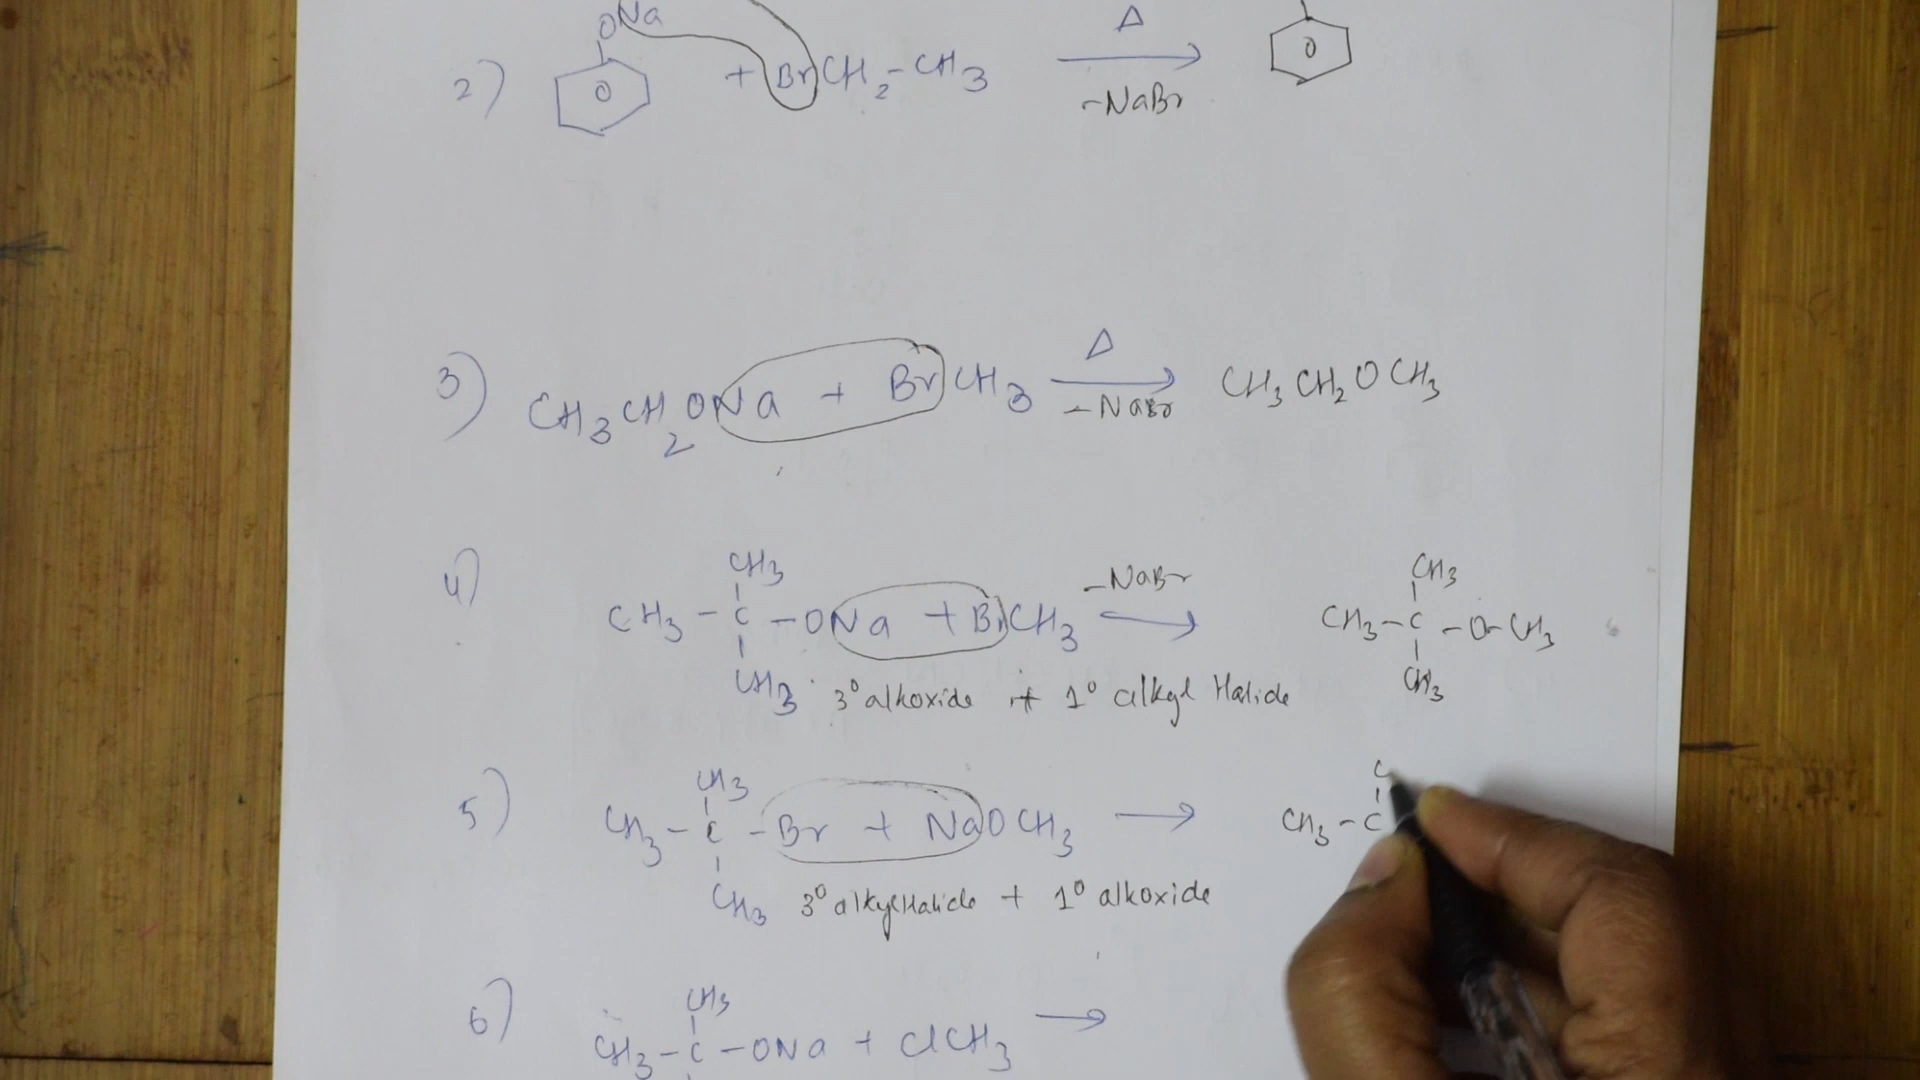 ONa
Δ
2) O + BrCH2-CH3 → O
-NaBr
Δ
3) CH3CH2ONa + BrCH3 → CH3CH2OCH3
-NaBr
4) CH3 -NaBr CH3
CH3-C-ONa + BrCH3 → CH3-C-O-CH3
CH3 3° alkoxide + 1° alkyl Halide CH3
5) CH3 C
CH3-C-Br + NaOCH3 → CH3-C
CH3 3° alkylHalide + 1° alkoxide
6) CH3
CH3-C-ONa + ClCH3 →